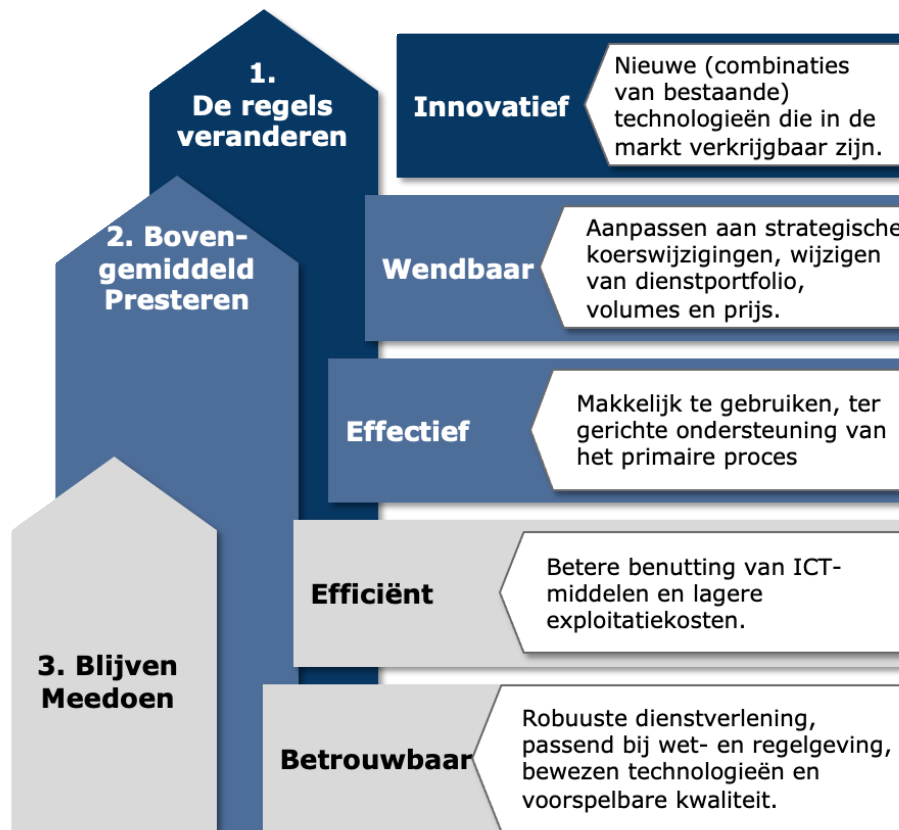 1.
De regels
veranderen
Innovatief
Nieuwe (combinaties
van bestaande)
technologieën die in de
markt verkrijgbaar zijn.
2. Boven-
gemiddeld
Presteren
Wendbaar
Aanpassen aan strategische
koerswijzigingen, wijzigen
van dienstportfolio,
volumes en prijs.
Effectief
Makkelijk te gebruiken, ter
gerichte ondersteuning van
het primaire proces
Efficiënt
Betere benutting van ICT-
middelen en lagere
exploitatiekosten.
3. Blijven
Meedoen
Betrouwbaar
Robuuste dienstverlening,
passend bij wet- en regelgeving,
bewezen technologieën en
voorspelbare kwaliteit.